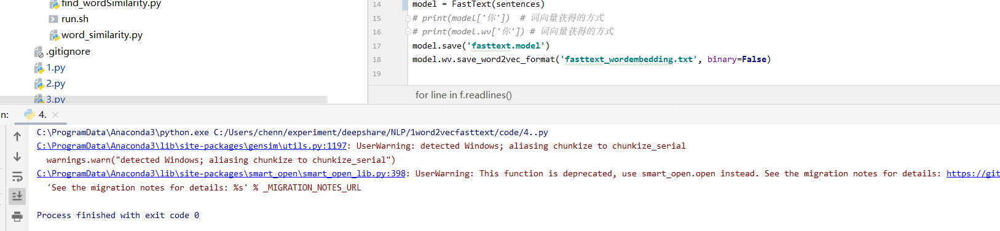 find_wordSimilarity.py
run.sh
word_similarity.py
.gitignore
1.py
2.py
3.py
14 model = FastText(sentences)
15 # print(model['你']) # 词向量获得的方式
16 # print(model.wv['你']) # 词向量获得的方式
17 model.save('fasttext.model')
18 model.wv.save_word2vec_format('fasttext_wordembedding.txt', binary=False)
19
for line in f.readlines()
n: 4.
C:\ProgramData\Anaconda3\python.exe C:/Users/chenn/experiment/deepshare/NLP/1word2vecfasttext/code/4..py
C:\ProgramData\Anaconda3\lib\site-packages\gensim\utils.py:1197: UserWarning: detected Windows; aliasing chunkize to chunkize_serial
warnings.warn("detected Windows; aliasing chunkize to chunkize_serial")
C:\ProgramData\Anaconda3\lib\site-packages\smart_open\smart_open_lib.py:398: UserWarning: This function is deprecated, use smart_open.open instead. See the migration notes for details: https://git
'See the migration notes for details: %s' % _MIGRATION_NOTES_URL
Process finished with exit code 0